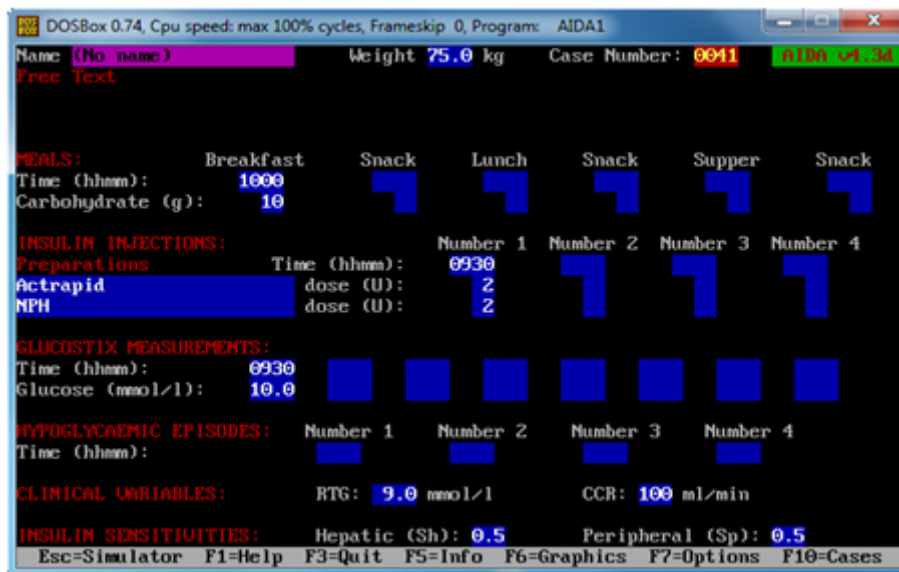 DOSBox 0.74, Cpu speed: max 100% cycles, Frameskip 0, Program: AIDA1
Name (No name) Weight 75.0 kg Case Number: 0041 AIDA v4.3d
Free Text
MEALS: Breakfast Snack Lunch Snack Supper Snack
Time (hhmm): 1000
Carbohydrate (g): 10
INSULIN INJECTIONS: Number 1 Number 2 Number 3 Number 4
Preparations Time (hhmm): 0930
Actrapid dose (U): 2
NPH dose (U): 2
GLUCOSTIX MEASUREMENTS:
Time (hhmm): 0930
Glucose (mmol/l): 10.0
HYPOGLYCAEMIC EPISODES: Number 1 Number 2 Number 3 Number 4
Time (hhmm):
CLINICAL VARIABLES: RTG: 9.0 mmol/l CCR: 100 ml/min
INSULIN SENSITIVITIES: Hepatic (Sh): 0.5 Peripheral (Sp): 0.5
Esc=Simulator F1=Help F3=Quit F5=Info F6=Graphics F7=Options F10=Cases